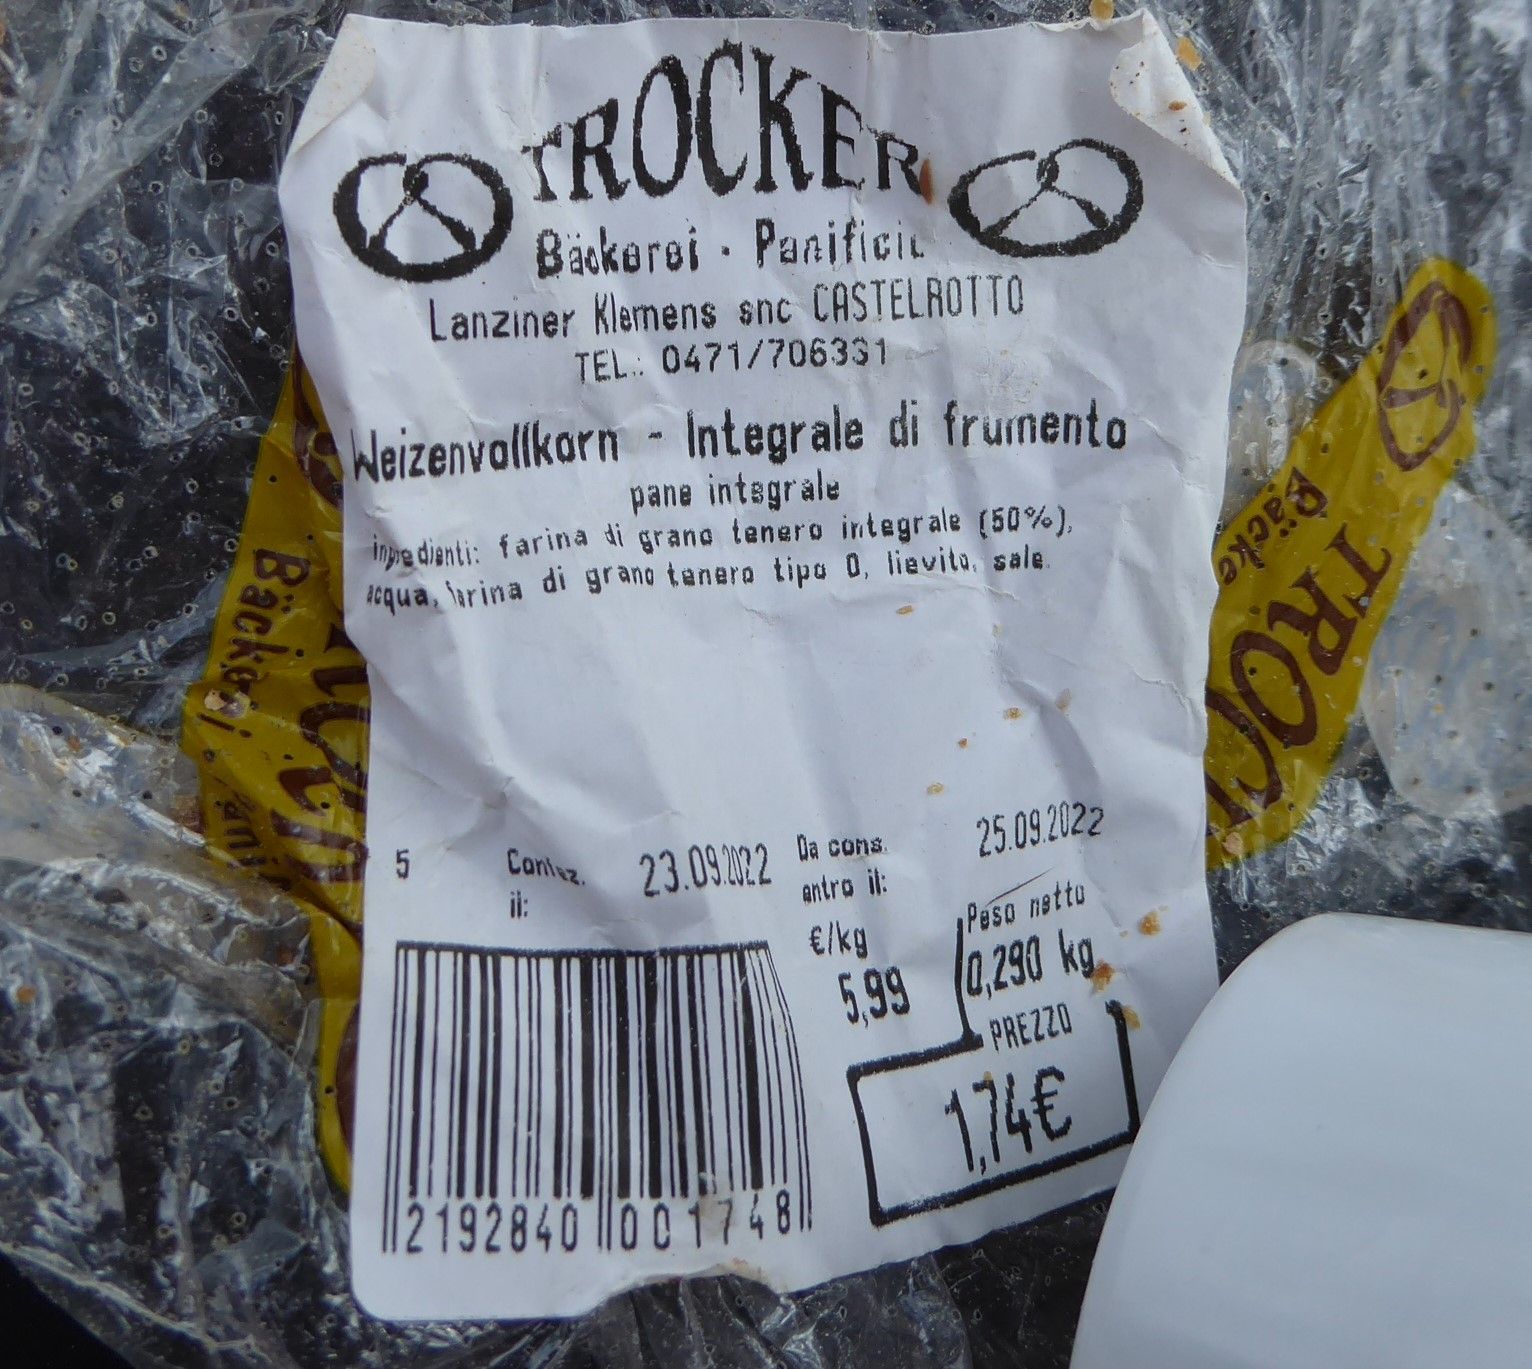 TROCKER
Bäckerei · Panificio
Lanziner Klemens snc CASTELROTTO
TEL.: 0471/706331
Weizenvollkorn - Integrale di frumento
pane integrale
ingredienti: farina di grano tenero integrale (50%),
acqua, farina di grano tenero tipo 0, lievito, sale.
5
Confez. il:
23.09.2022
Da cons. entro il:
25.09.2022
€/kg
5,99
Peso netto
0,290 kg
PREZZO
1,74€
2192840 001748
Bäckerei
TROC
Bäcke